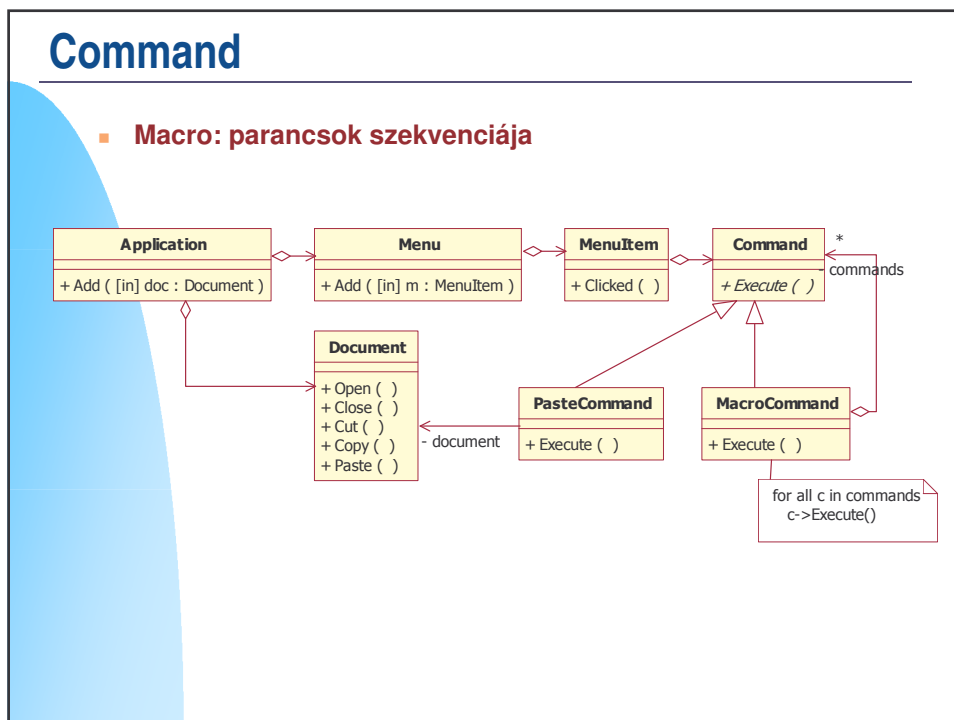 Command
Macro: parancsok szekvenciája
Application
+ Add ( [in] doc : Document )
Menu
+ Add ( [in] m : MenuItem )
MenuItem
+ Clicked ( )
Command
+ Execute ( )
*
- commands
Document
+ Open ( )
+ Close ( )
+ Cut ( )
+ Copy ( )
+ Paste ( )
- document
PasteCommand
+ Execute ( )
MacroCommand
+ Execute ( )
for all c in commands
c->Execute()